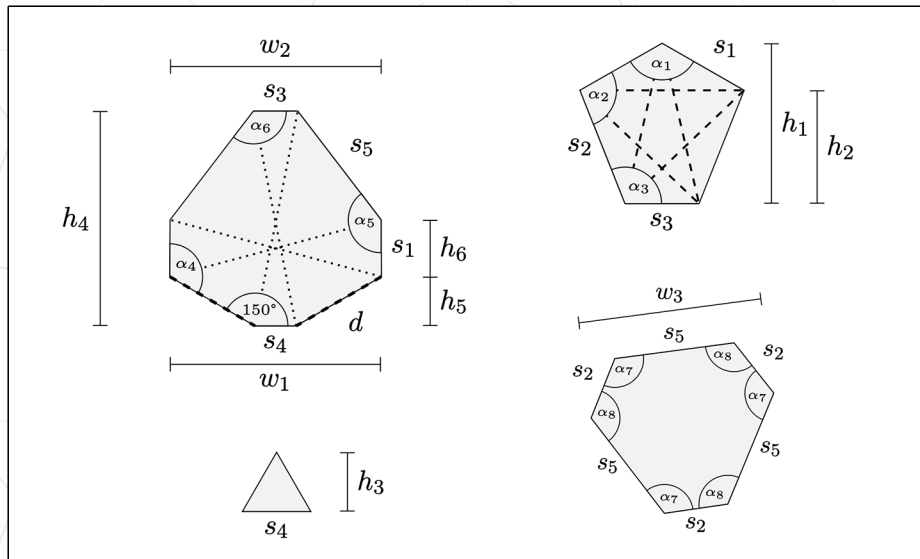 w₂
s₃
α₆
s₅
h₄
α₅
s₁
h₆
α₄
150°
h₅
s₄
d
w₁
h₃
s₄
s₁
α₁
α₂
h₁
h₂
s₂
α₃
s₃
w₃
s₅
s₂
α₈
s₂
α₇
α₇
α₈
s₅
s₅
α₇
α₈
s₂